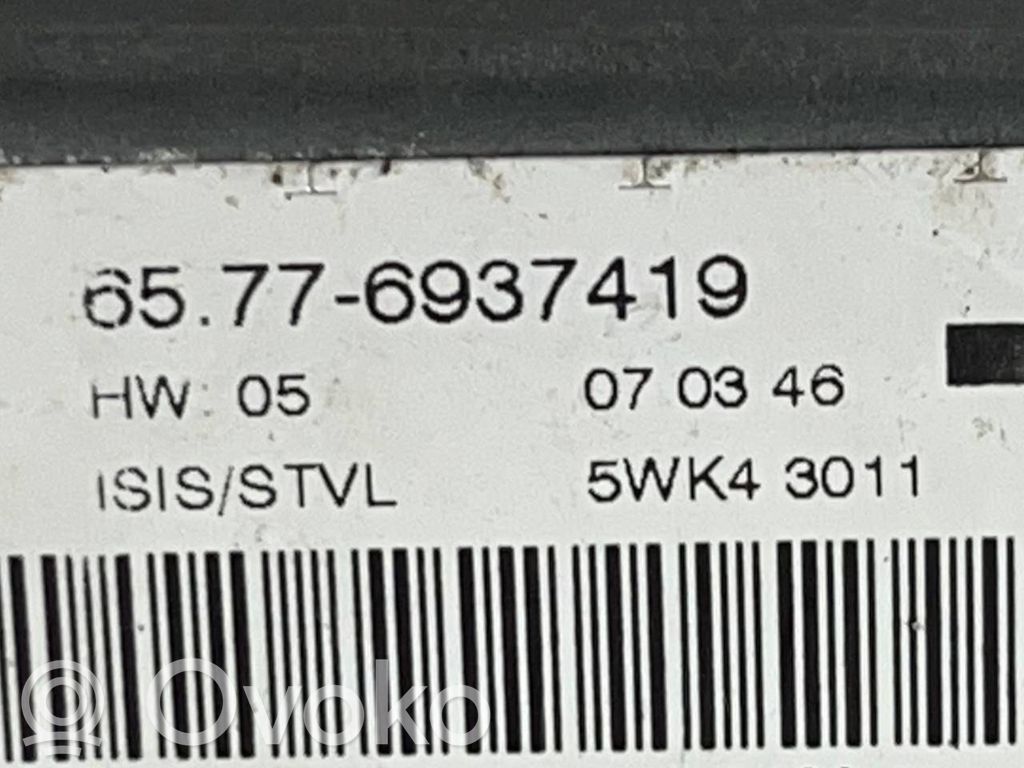 65.77-6937419
HW: 05 07 03 46
ISIS/STVL 5WK4 3011
Ovoko